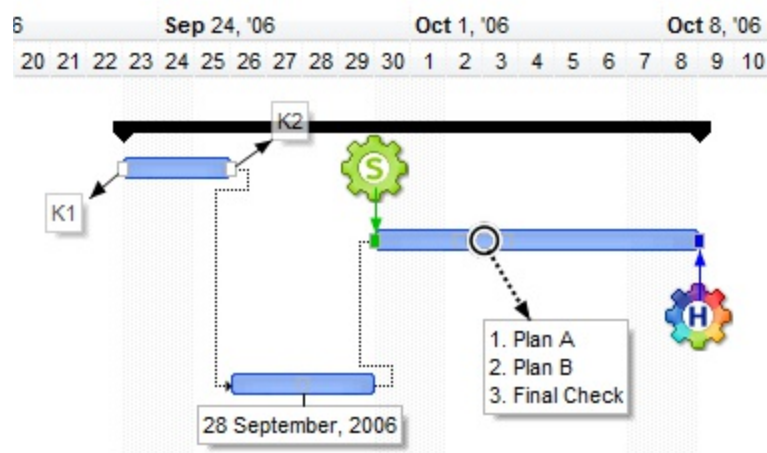 6 Sep 24, '06 Oct 1, '06 Oct 8, '06
20 21 22 23 24 25 26 27 28 29 30 1 2 3 4 5 6 7 8 9 10
K2
S
K1
H
1. Plan A
2. Plan B
3. Final Check
28 September, 2006